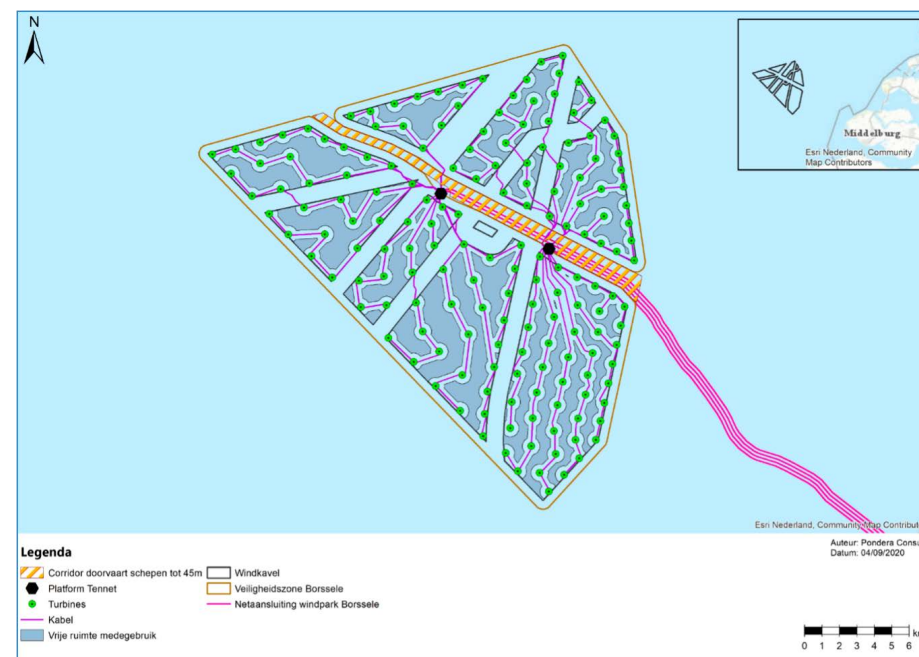 N
Middelburg
Esri Nederland, Community
Map Contributors
Esri Nederland, Community Map
Auteur: Pondera
Datum: 04/09/2020
Legenda
Corridor doorvaart schepen tot 45m
Windkavel
Platform Tennet
Veiligheidszone Borssele
Turbines
Netaansluiting windpark Borssele
Kabel
Vrije ruimte medegebruik
0 1 2 3 4 5 6